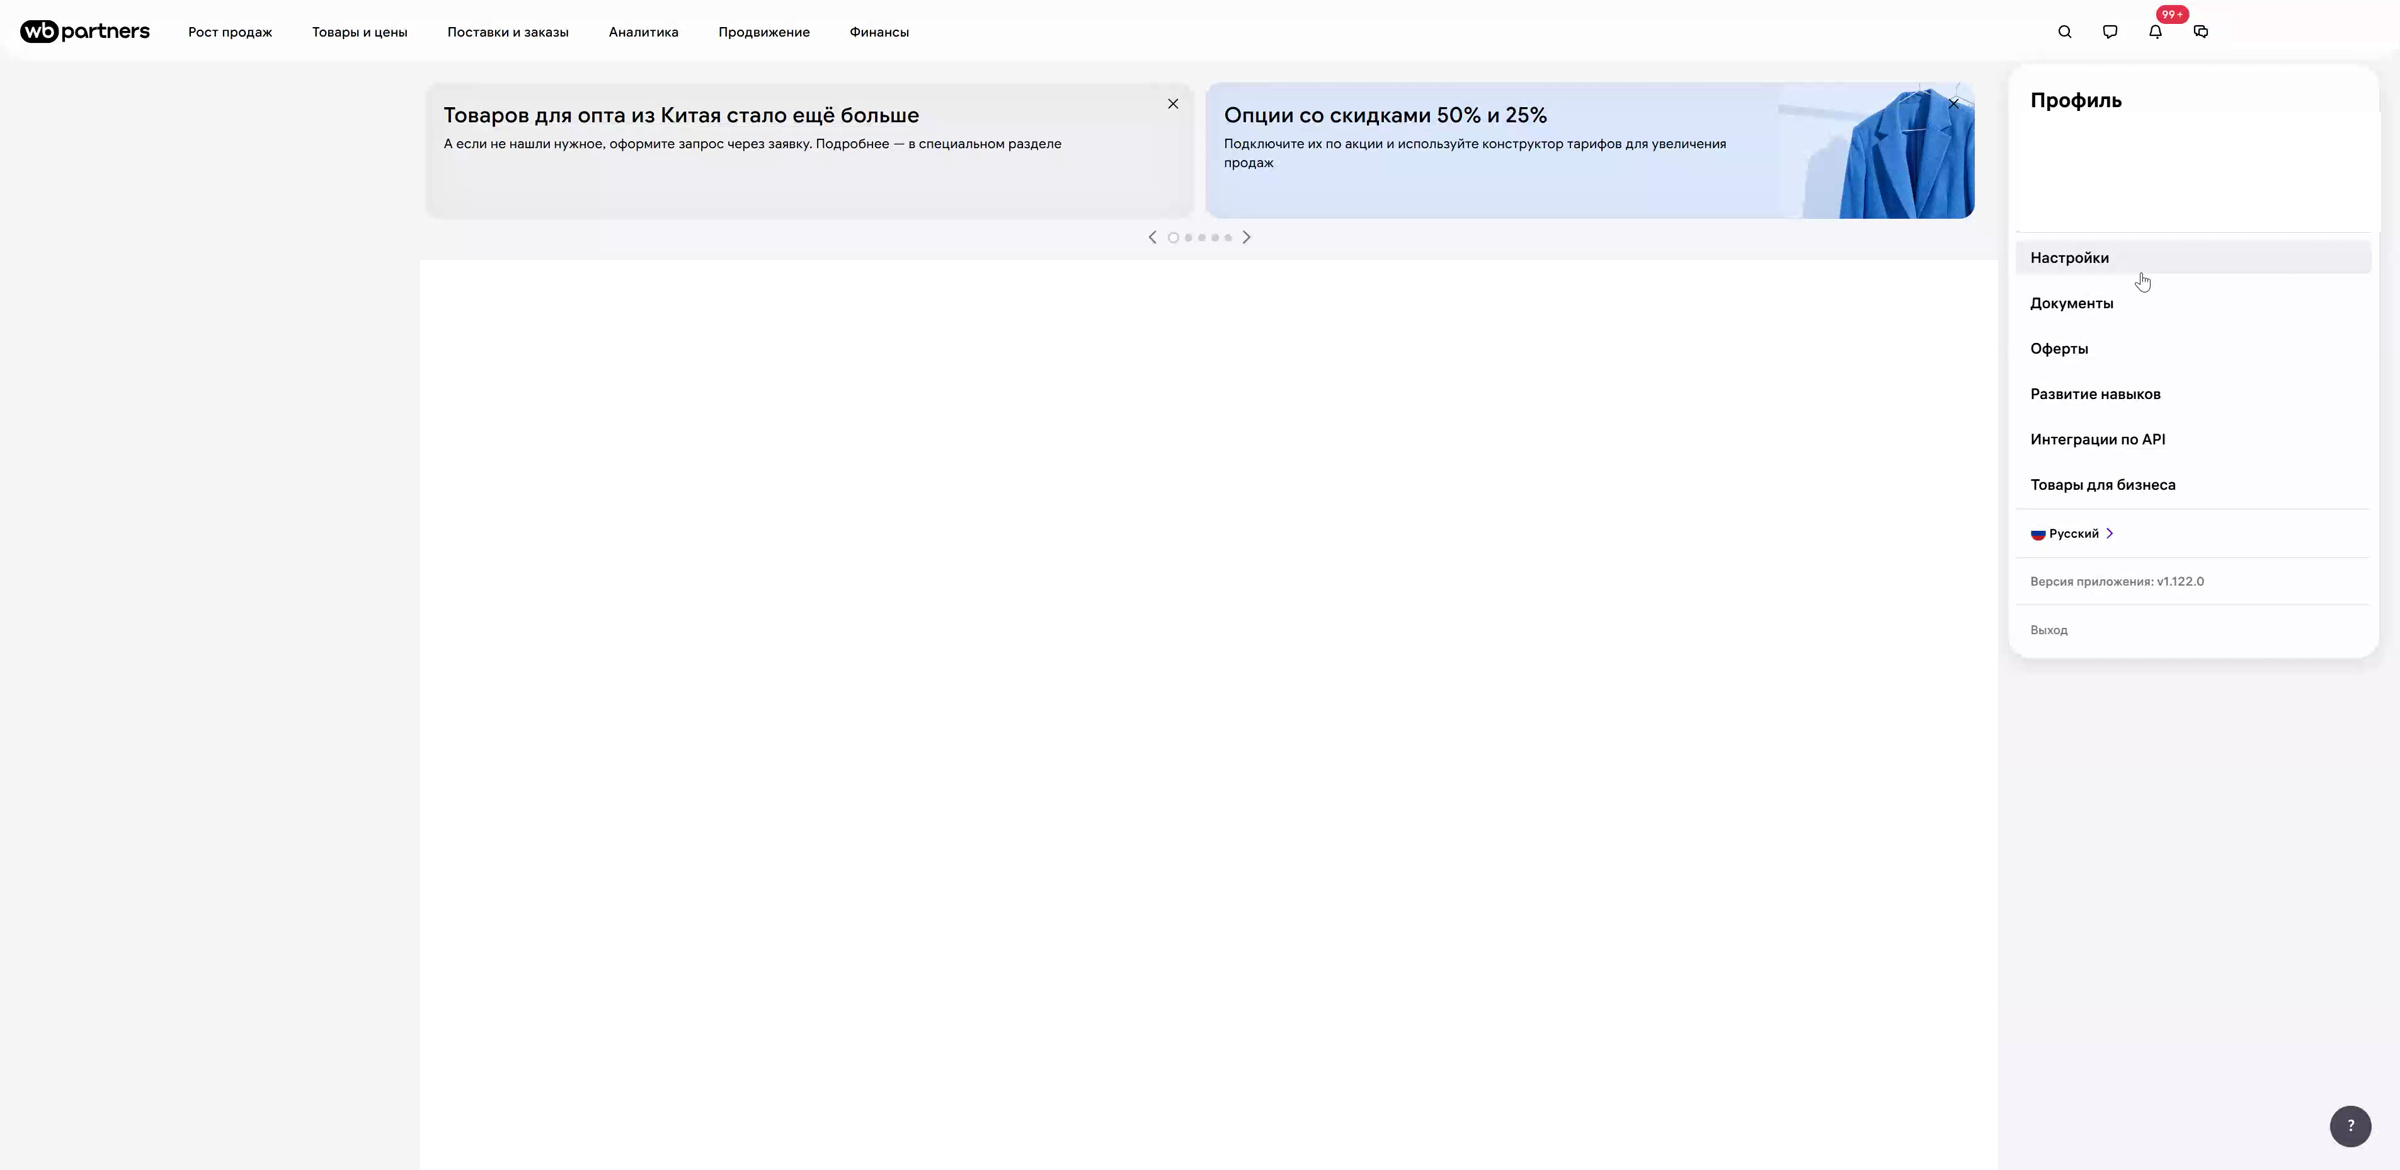 wb partners
Рост продаж
Товары и цены
Поставки и заказы
Аналитика
Продвижение
Финансы
99+
Товаров для опта из Китая стало ещё больше
А если не нашли нужное, оформите запрос через заявку. Подробнее — в специальном разделе
Опции со скидками 50% и 25%
Подключите их по акции и используйте конструктор тарифов для увеличения
продаж
Профиль
Настройки
Документы
Оферты
Развитие навыков
Интеграции по API
Товары для бизнеса
Русский
Версия приложения: v1.122.0
Выход
?